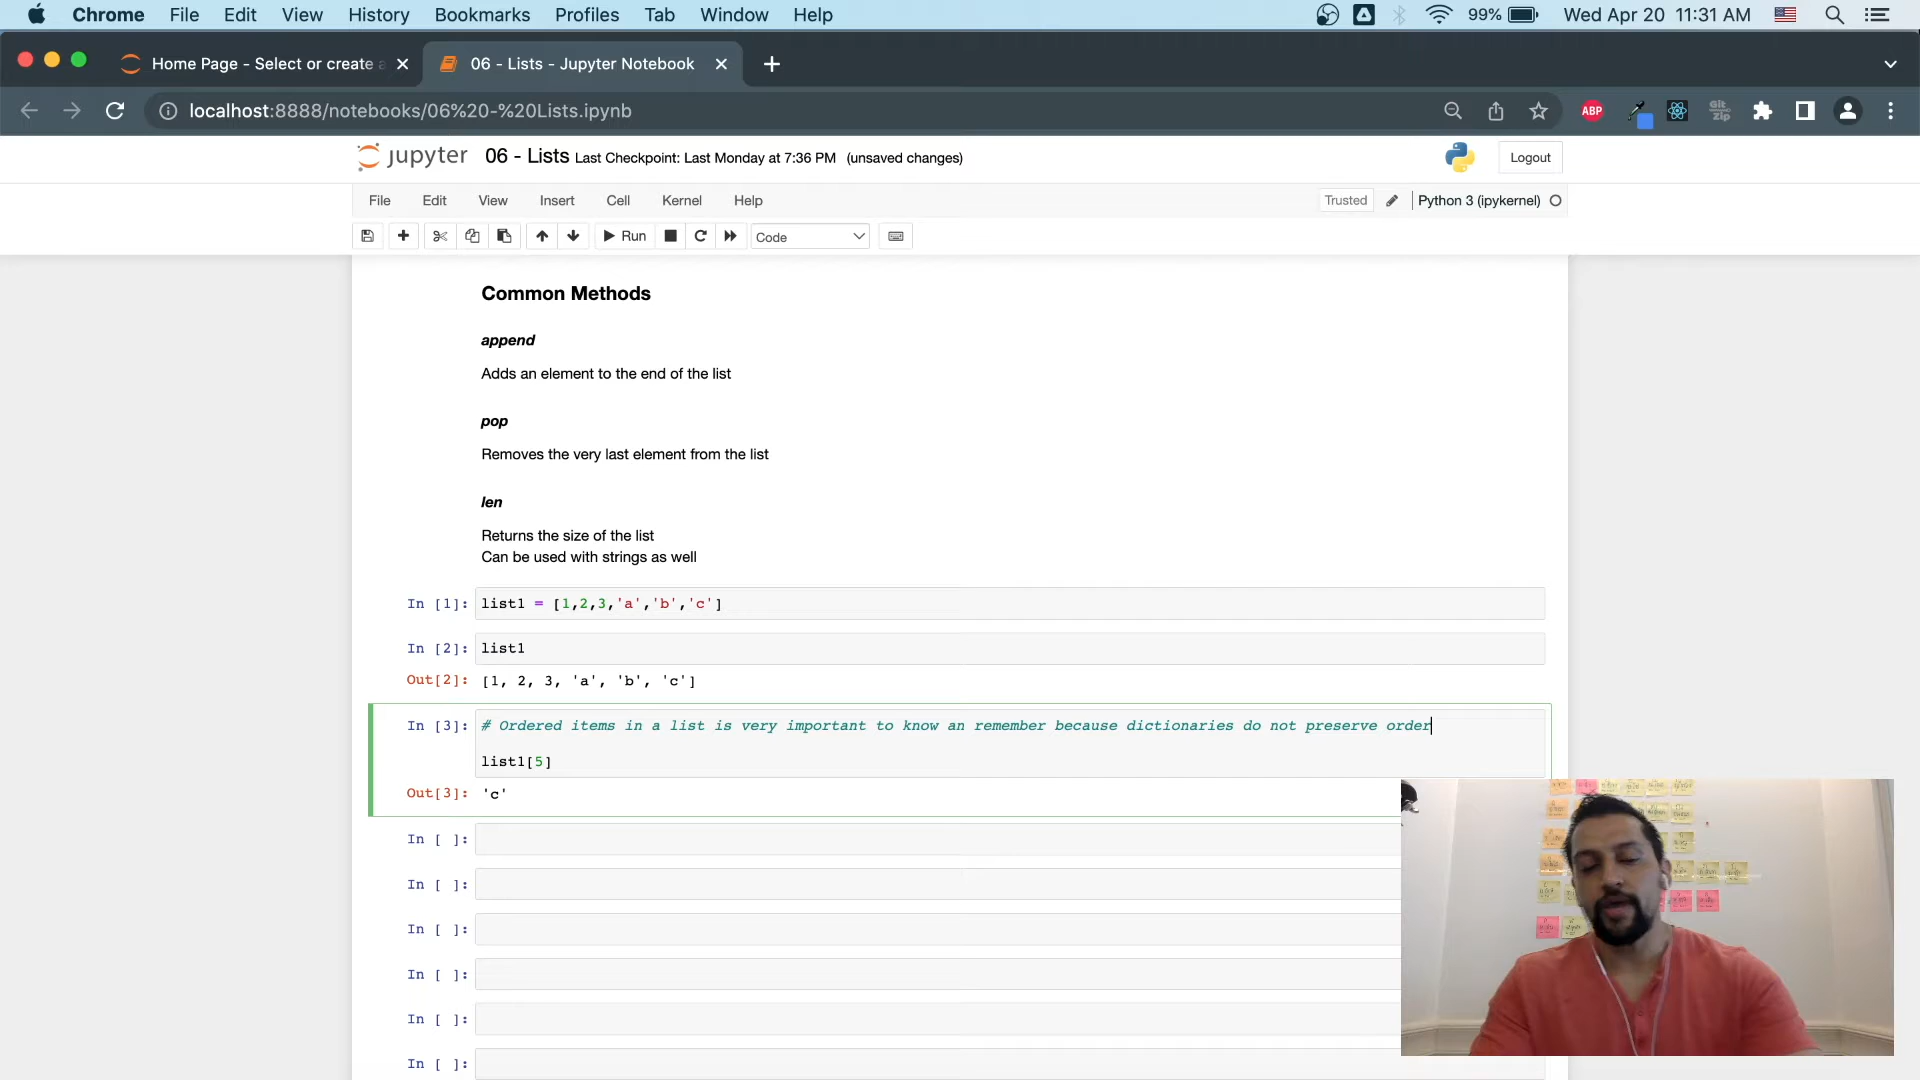 Chrome File Edit View History Bookmarks Profiles Tab Window Help 99% Wed Apr 20 11:31 AM
Home Page - Select or create a
06 - Lists - Jupyter Notebook
localhost:8888/notebooks/06%20-%20Lists.ipynb
ABP
Git Zip
jupyter 06 - Lists Last Checkpoint: Last Monday at 7:36 PM (unsaved changes)
Logout
File Edit View Insert Cell Kernel Help
Trusted
Python 3 (ipykernel)
Run
Code
Common Methods
append
Adds an element to the end of the list
pop
Removes the very last element from the list
len
Returns the size of the list
Can be used with strings as well
In [1]: list1 = [1,2,3,'a','b','c']
In [2]: list1
Out[2]: [1, 2, 3, 'a', 'b', 'c']
In [3]: # Ordered items in a list is very important to know an remember because dictionaries do not preserve order
list1[5]
Out[3]: 'c'
In [ ]:
In [ ]:
In [ ]:
In [ ]:
In [ ]:
In [ ]: